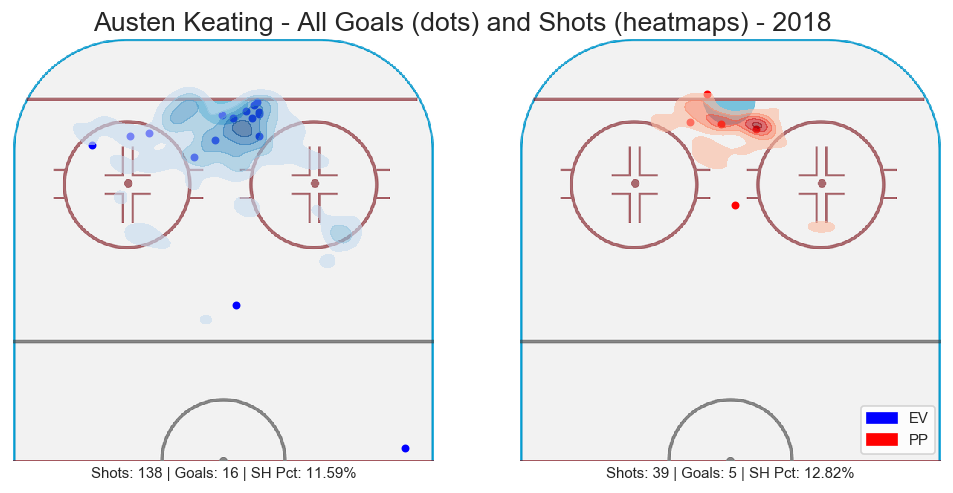 Austen Keating - All Goals (dots) and Shots (heatmaps) - 2018
EV
PP
Shots: 138 | Goals: 16 | SH Pct: 11.59%
Shots: 39 | Goals: 5 | SH Pct: 12.82%